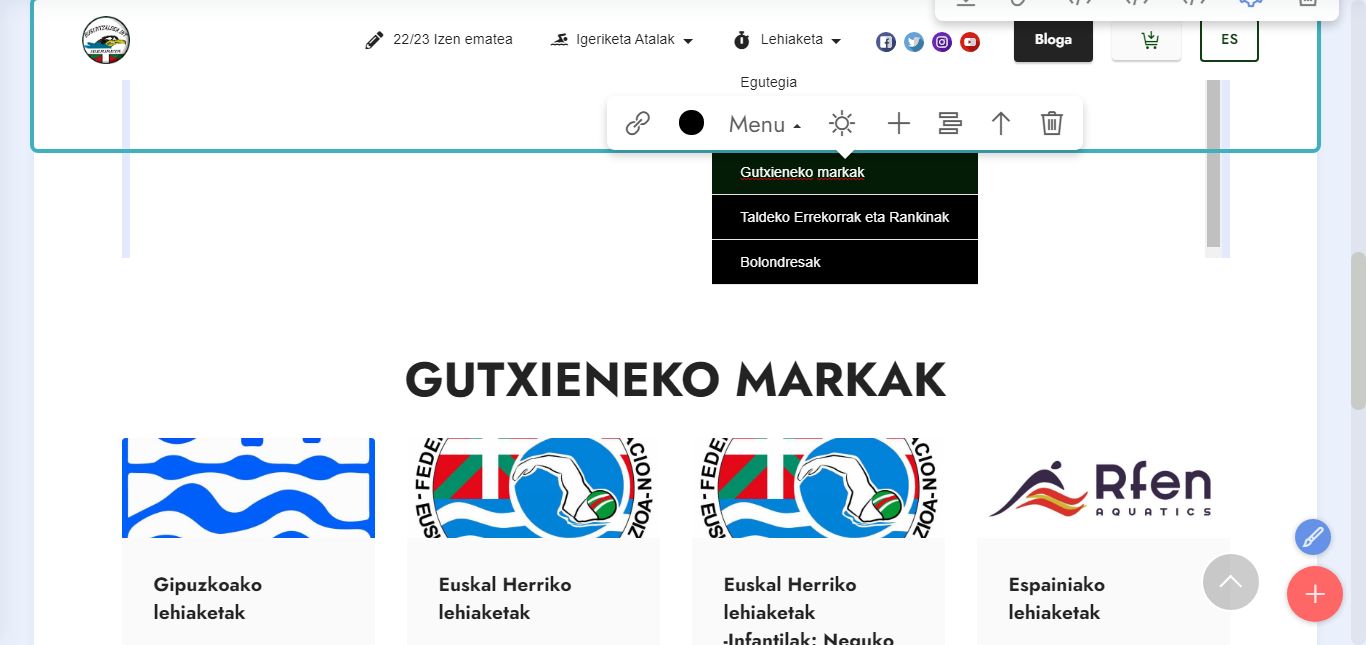 22/23 Izen ematea
Igeriketa Atalak
Lehiaketa
Bloga
ES
Egutegia
Menu
Gutxieneko markak
Taldeko Errekorrak eta Rankinak
Bolondresak
GUTXIENEKO MARKAK
Rfen
AQUATICS
Gipuzkoako
lehiaketak
Euskal Herriko
lehiaketak
Euskal Herriko
lehiaketak
-Infantilak: Neguko
Espainiako
lehiaketak